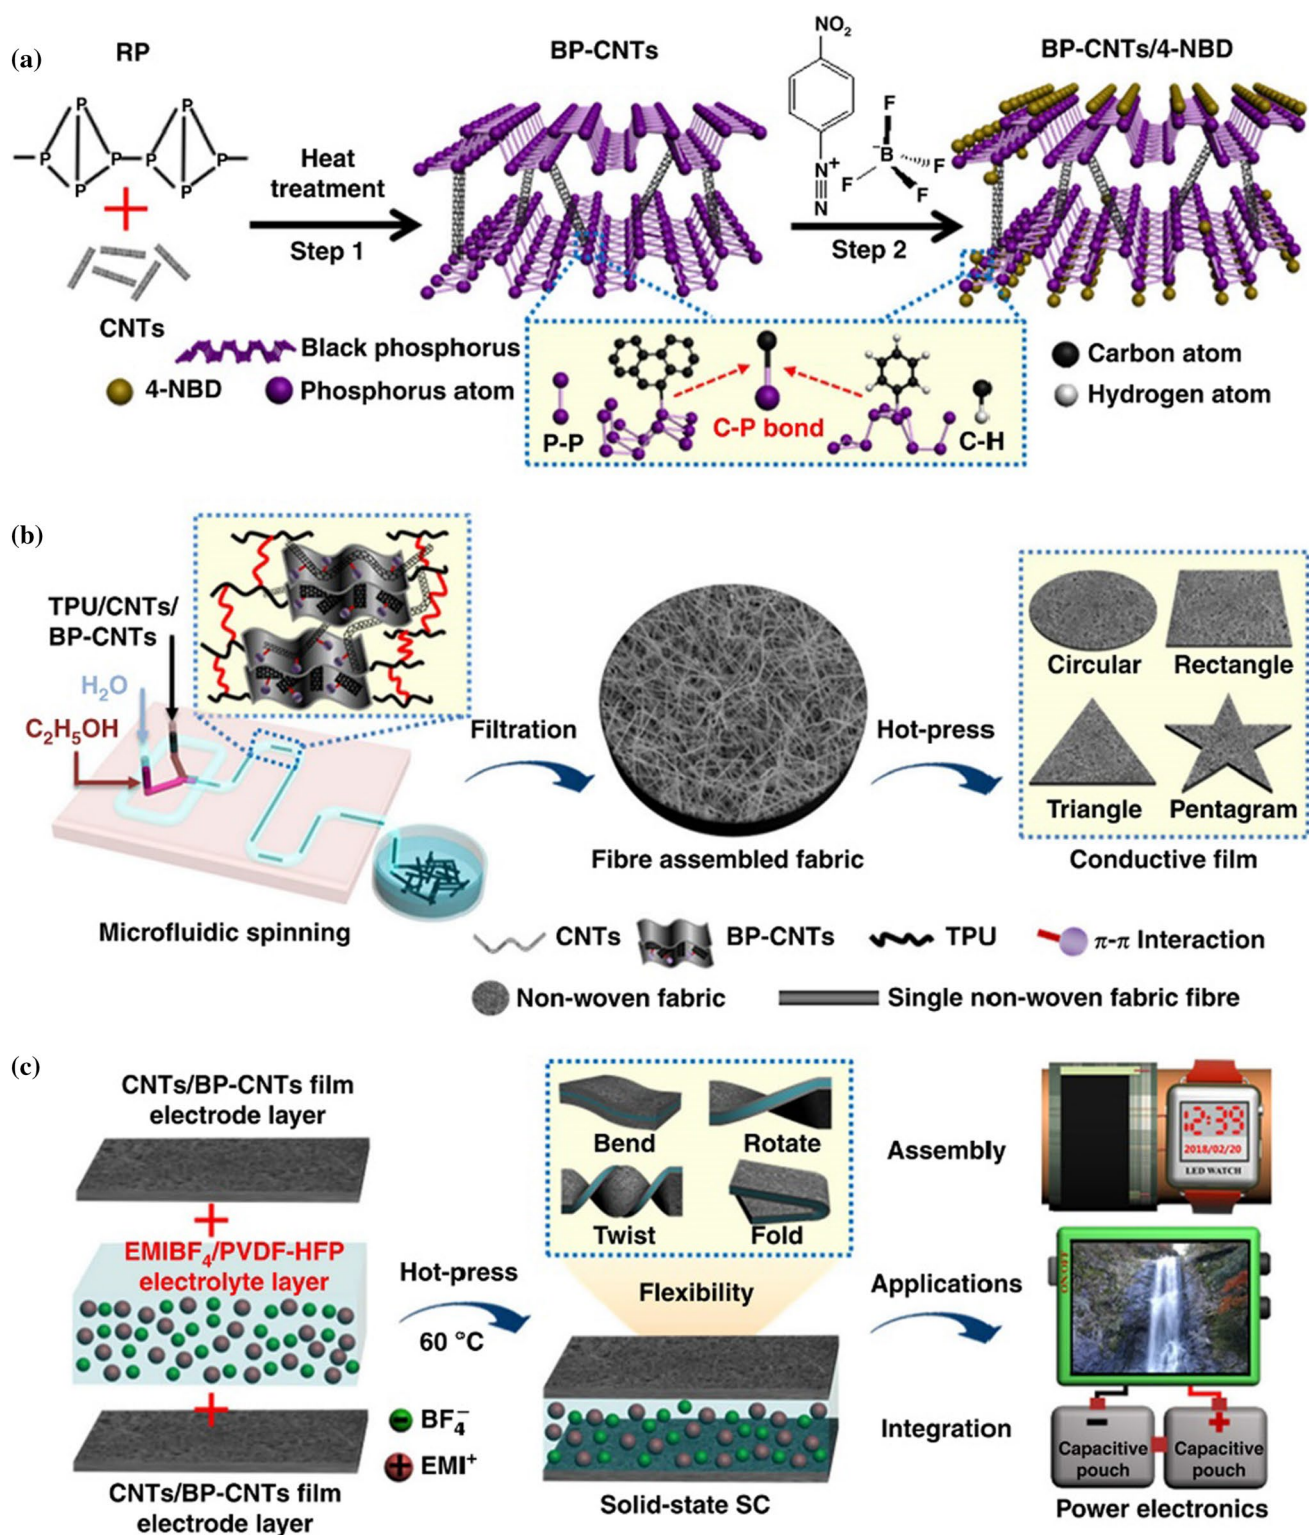 (a)
RP
BP-CNTs
NO₂
BP-CNTs/4-NBD
P
P
P
P
P
P
P
P
Heat
treatment
Step 1
F
B
−
F
F
F
N
+
N
Step 2
CNTs
Black phosphorus
4-NBD
Phosphorus atom
P-P
C-P bond
C-H
Carbon atom
Hydrogen atom
(b)
TPU/CNTs/
BP-CNTs
H₂O
C₂H₅OH
Filtration
Hot-press
Circular
Rectangle
Triangle
Pentagram
Microfluidic spinning
Fibre assembled fabric
Conductive film
CNTs
BP-CNTs
TPU
π-π Interaction
Non-woven fabric
Single non-woven fabric fibre
(c)
CNTs/BP-CNTs film
electrode layer
EMIBF₄/PVDF-HFP
electrolyte layer
BF₄⁻
EMI⁺
CNTs/BP-CNTs film
electrode layer
Hot-press
60 °C
Bend
Rotate
Twist
Fold
Flexibility
Solid-state SC
Assembly
Applications
Integration
12:39
2018/02/20
LED WATCH
Capacitive
pouch
Capacitive
pouch
Power electronics